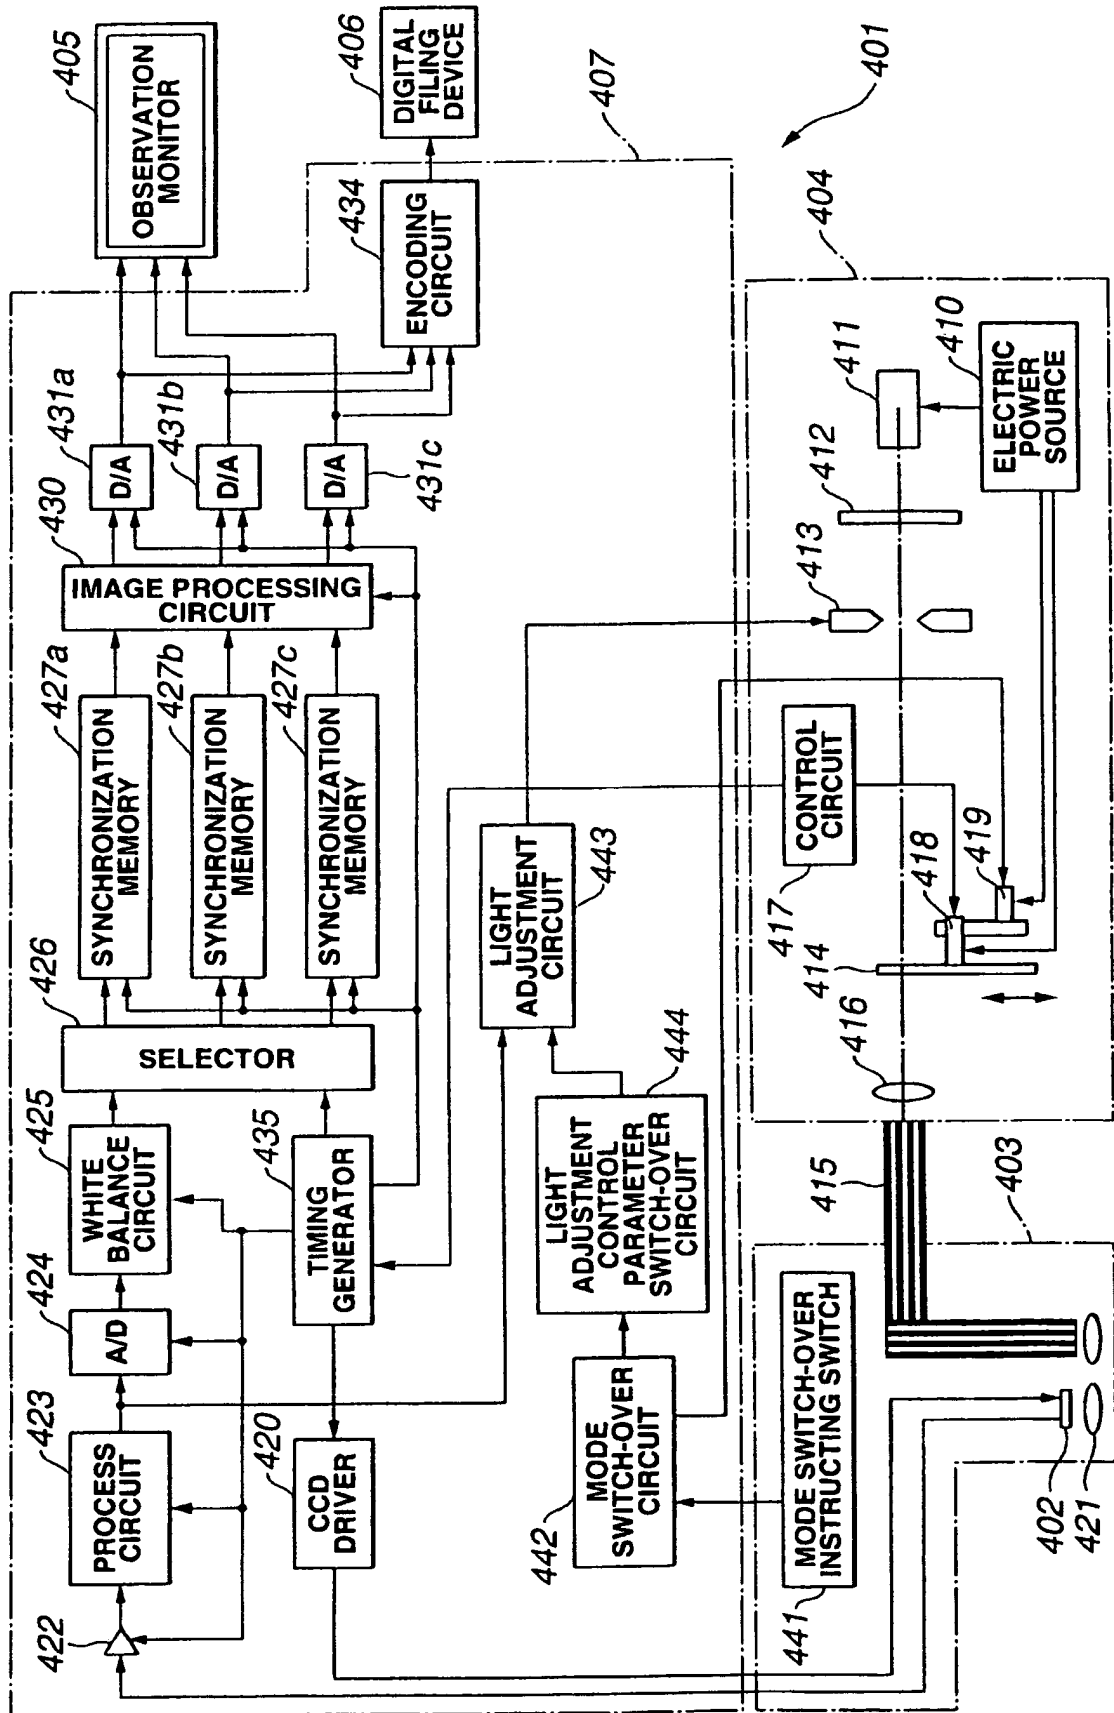 405
OBSERVATION
MONITOR
406
DIGITAL
FILING
DEVICE
407
401
431a
D/A
431b
D/A
431c
D/A
434
ENCODING
CIRCUIT
430
IMAGE PROCESSING
CIRCUIT
427a
SYNCHRONIZATION
MEMORY
427b
SYNCHRONIZATION
MEMORY
427c
SYNCHRONIZATION
MEMORY
426
SELECTOR
425
WHITE
BALANCE
CIRCUIT
424
A/D
423
PROCESS
CIRCUIT
422
435
TIMING
GENERATOR
420
CCD
DRIVER
443
LIGHT
ADJUSTMENT
CIRCUIT
444
LIGHT
ADJUSTMENT
CONTROL
PARAMETER
SWITCH-OVER
CIRCUIT
442
MODE
SWITCH-OVER
CIRCUIT
441
MODE SWITCH-OVER
INSTRUCTING SWITCH
404
411
410
ELECTRIC
POWER
SOURCE
412
413
417
CONTROL
CIRCUIT
418
419
414
416
415
403
402
421